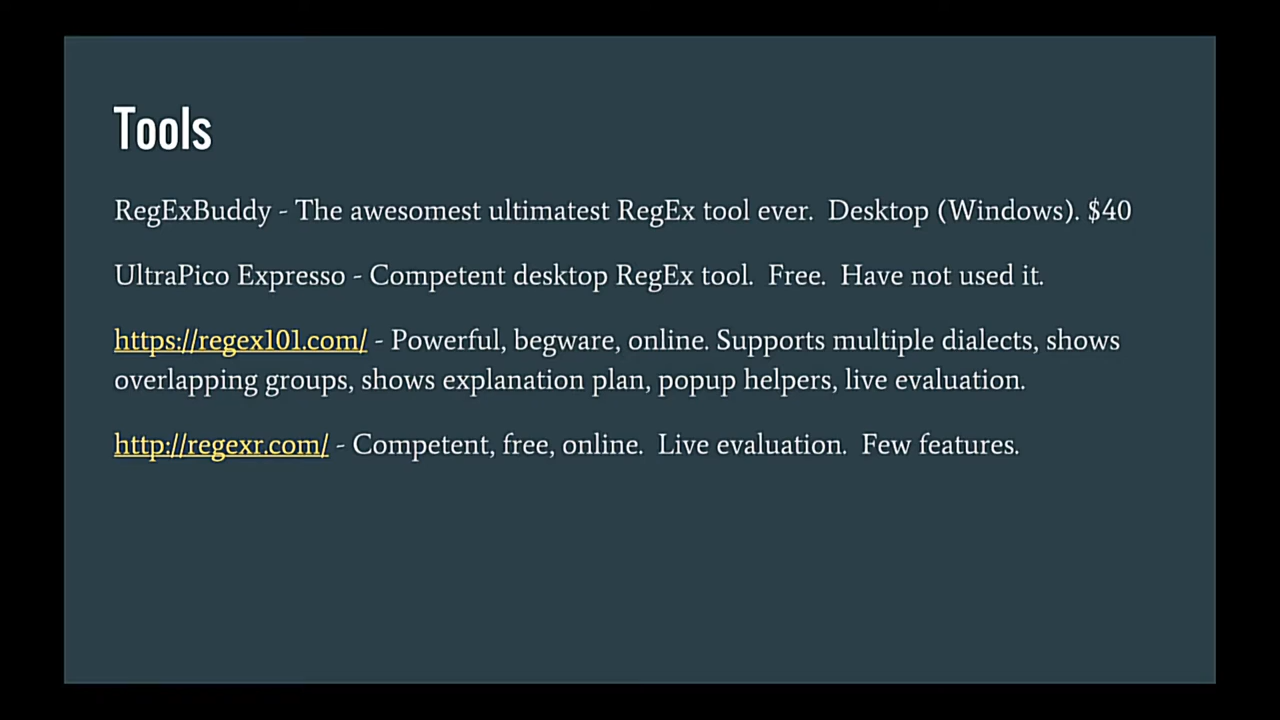 Tools
RegExBuddy - The awesomest ultimatest RegEx tool ever.  Desktop (Windows). $40
UltraPico Expresso - Competent desktop RegEx tool.  Free.  Have not used it.
https://regex101.com/ - Powerful, begware, online. Supports multiple dialects, shows
overlapping groups, shows explanation plan, popup helpers, live evaluation.
http://regexr.com/ - Competent, free, online.  Live evaluation.  Few features.